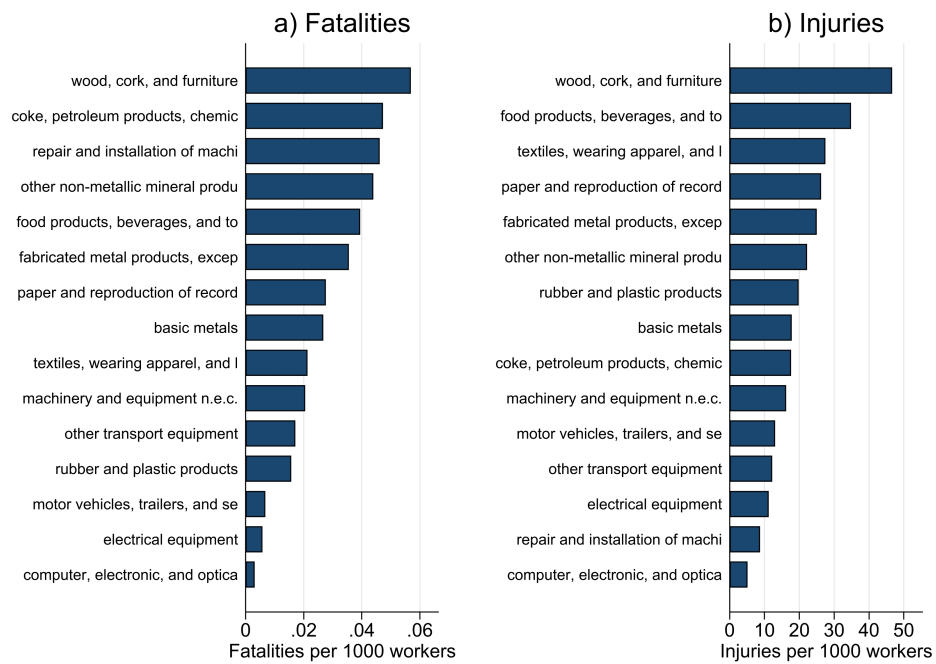 a) Fatalities
wood, cork, and furniture
coke, petroleum products, chemic
repair and installation of machi
other non-metallic mineral produ
food products, beverages, and to
fabricated metal products, excep
paper and reproduction of record
basic metals
textiles, wearing apparel, and l
machinery and equipment n.e.c.
other transport equipment
rubber and plastic products
motor vehicles, trailers, and se
electrical equipment
computer, electronic, and optica
0 .02 .04 .06
Fatalities per 1000 workers
b) Injuries
wood, cork, and furniture
food products, beverages, and to
textiles, wearing apparel, and l
paper and reproduction of record
fabricated metal products, excep
other non-metallic mineral produ
rubber and plastic products
basic metals
coke, petroleum products, chemic
machinery and equipment n.e.c.
motor vehicles, trailers, and se
other transport equipment
electrical equipment
repair and installation of machi
computer, electronic, and optica
0 10 20 30 40 50
Injuries per 1000 workers